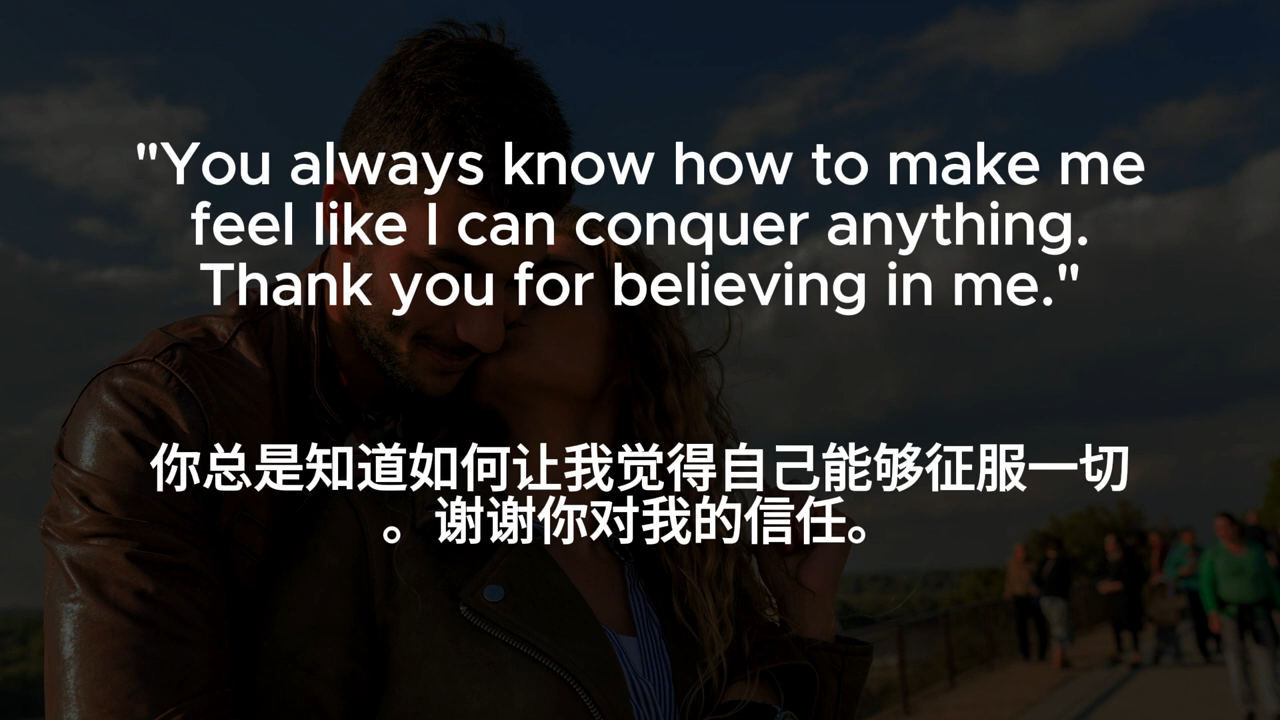 "You always know how to make me
feel like I can conquer anything.
Thank you for believing in me."
你总是知道如何让我觉得自己能够征服一切
。谢谢你对我的信任。